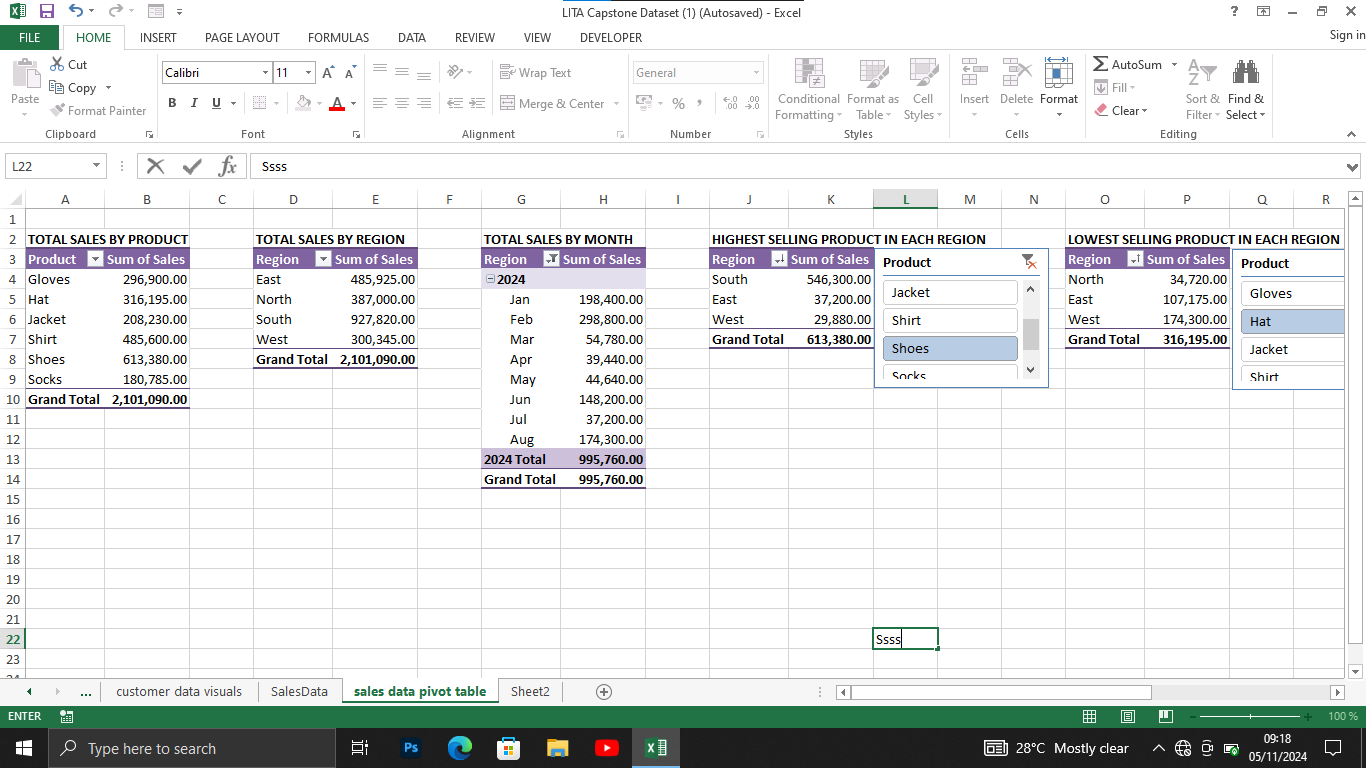 LITA Capstone Dataset (1) (Autosaved) - Excel
?
FILE HOME INSERT PAGE LAYOUT FORMULAS DATA REVIEW VIEW DEVELOPER Sign in
Paste Cut Copy Format Painter
Calibri 11
B I U
Wrap Text
Merge & Center
General
%
Conditional Formatting
Format as Table
Cell Styles
Insert Delete Format
AutoSum
Fill
Clear
Sort & Filter
Find & Select
Clipboard Font Alignment Number Styles Cells Editing
L22 fx Ssss
A B C D E F G H I J K L M N O P Q R
1
2 TOTAL SALES BY PRODUCT TOTAL SALES BY REGION TOTAL SALES BY MONTH HIGHEST SELLING PRODUCT IN EACH REGION LOWEST SELLING PRODUCT IN EACH REGION
3 Product Sum of Sales Region Sum of Sales Region Sum of Sales Region Sum of Sales Product Region Sum of Sales Product
4 Gloves 296,900.00 East 485,925.00 2024 South 546,300.00 Jacket North 34,720.00 Gloves
5 Hat 316,195.00 North 387,000.00 Jan 198,400.00 East 37,200.00 Shirt East 107,175.00 Hat
6 Jacket 208,230.00 South 927,820.00 Feb 298,800.00 West 29,880.00 Shoes West 174,300.00 Jacket
7 Shirt 485,600.00 West 300,345.00 Mar 54,780.00 Grand Total 613,380.00 Socks Grand Total 316,195.00 Shirt
8 Shoes 613,380.00 Grand Total 2,101,090.00 Apr 39,440.00
9 Socks 180,785.00 May 44,640.00
10 Grand Total 2,101,090.00 Jun 148,200.00
11 Jul 37,200.00
12 Aug 174,300.00
13 2024 Total 995,760.00
14 Grand Total 995,760.00
15
16
17
18
19
20
21
22 Ssss
23
24
... customer data visuals SalesData sales data pivot table Sheet2
ENTER 100 %
Type here to search Ps 28°C Mostly clear 09:18
05/11/2024